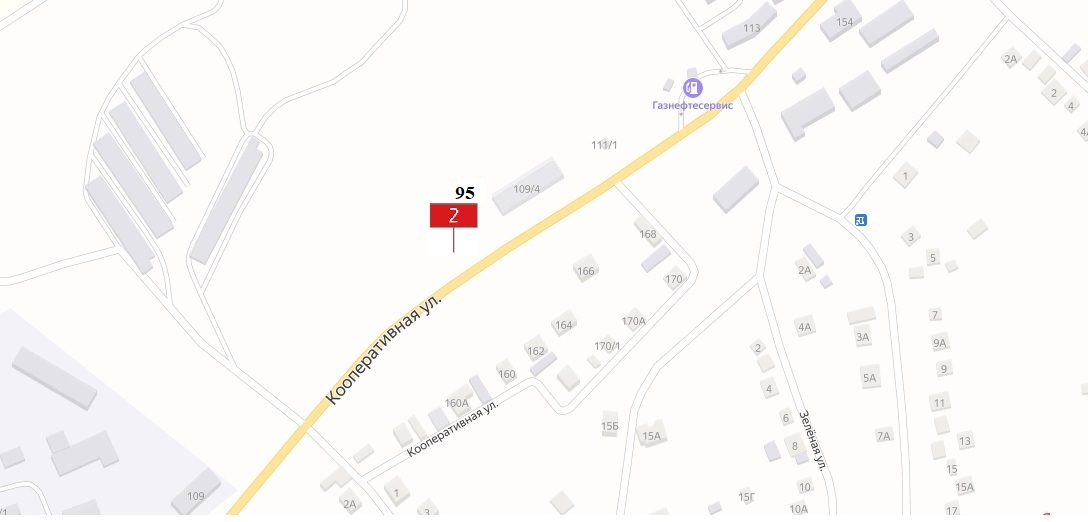 113
154
2А
2
4
4А
Газнефтесервис
111/1
109/4
95
2
1
168
3
5
166
170
2А
164
170А
7
4А
3А
9А
170/1
162
2
160
9
5А
4
160А
11
Кооперативная ул.
Кооперативная ул.
6
15Б
15А
Зелёная ул.
7А
13
8
15
109
1
2А
10
15А
15Г
10А
3
17
/1